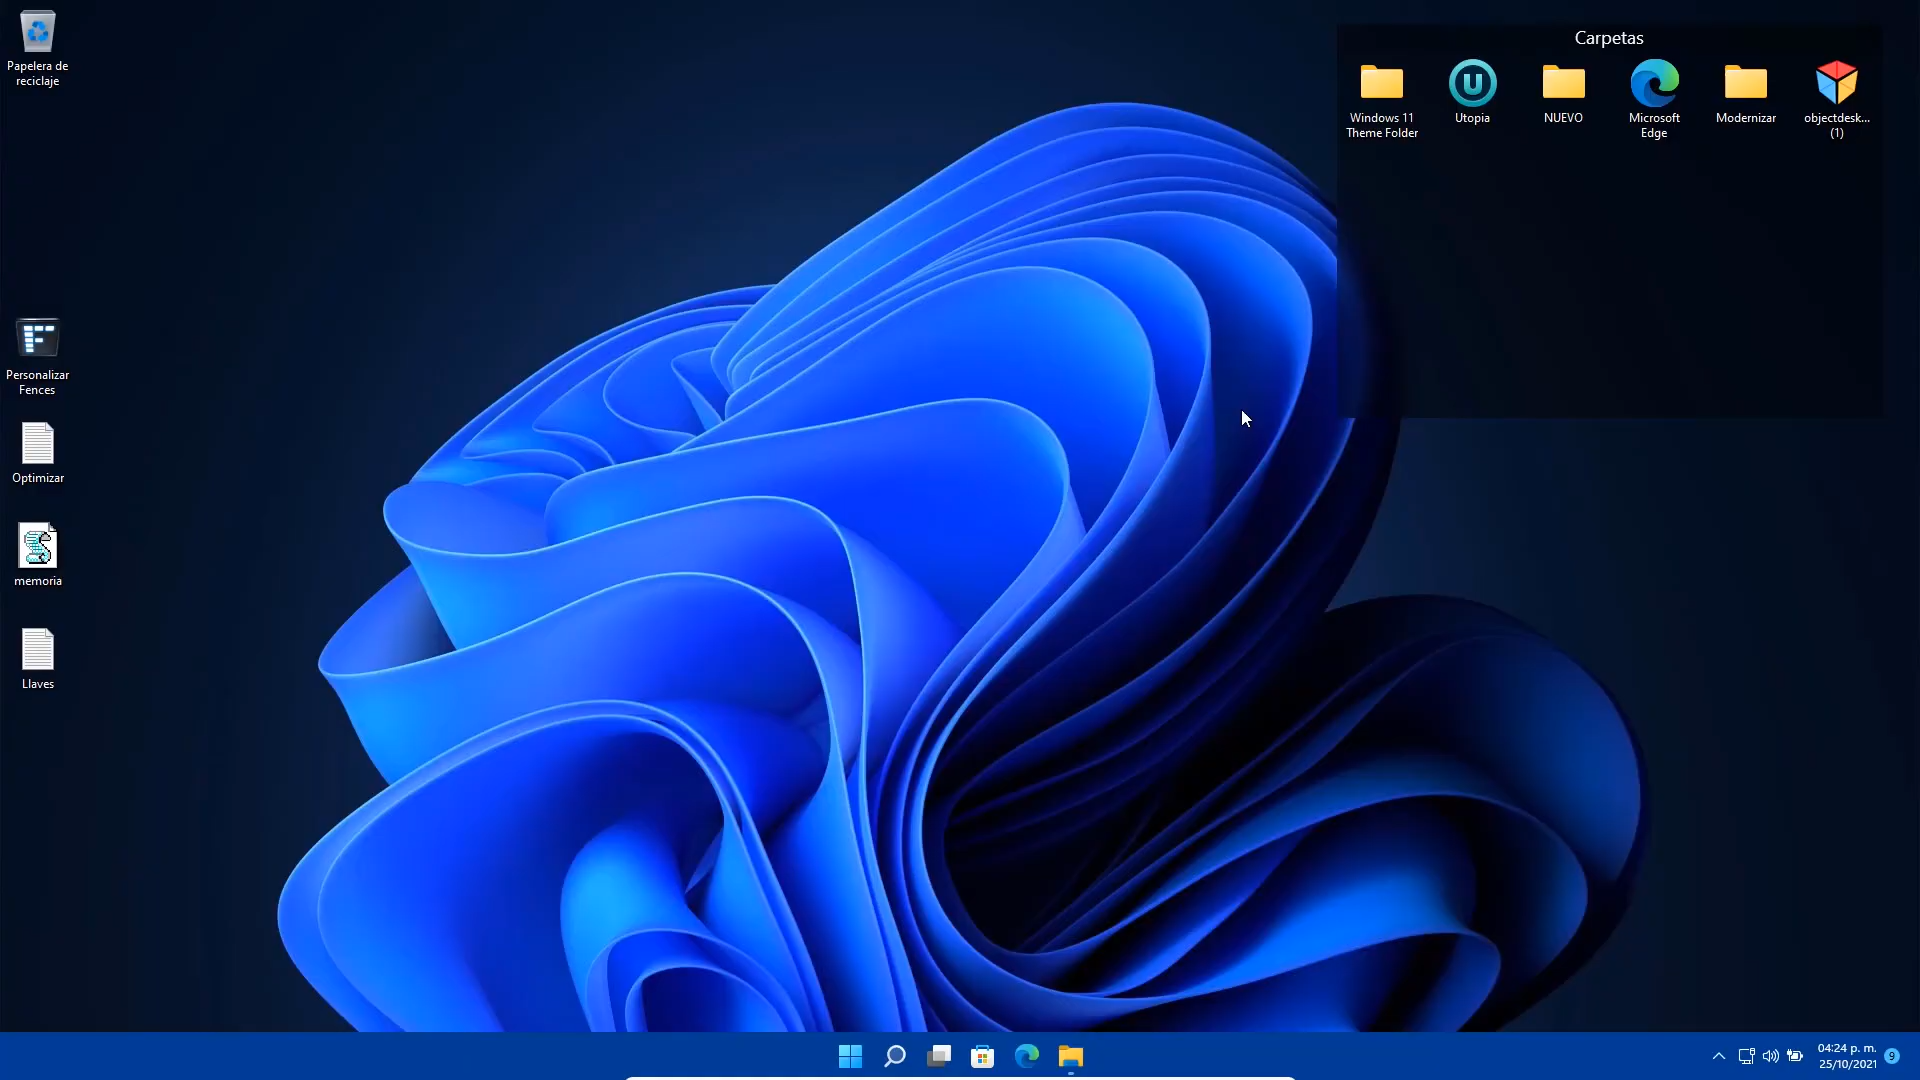 Papelera de
reciclaje
Personalizar
Fences
Optimizar
memoria
Llaves
Carpetas
Windows 11
Theme Folder
Utopia
NUEVO
Microsoft
Edge
Modernizar
objectdesk...
(1)
04:24 p. m.
25/10/2021
9